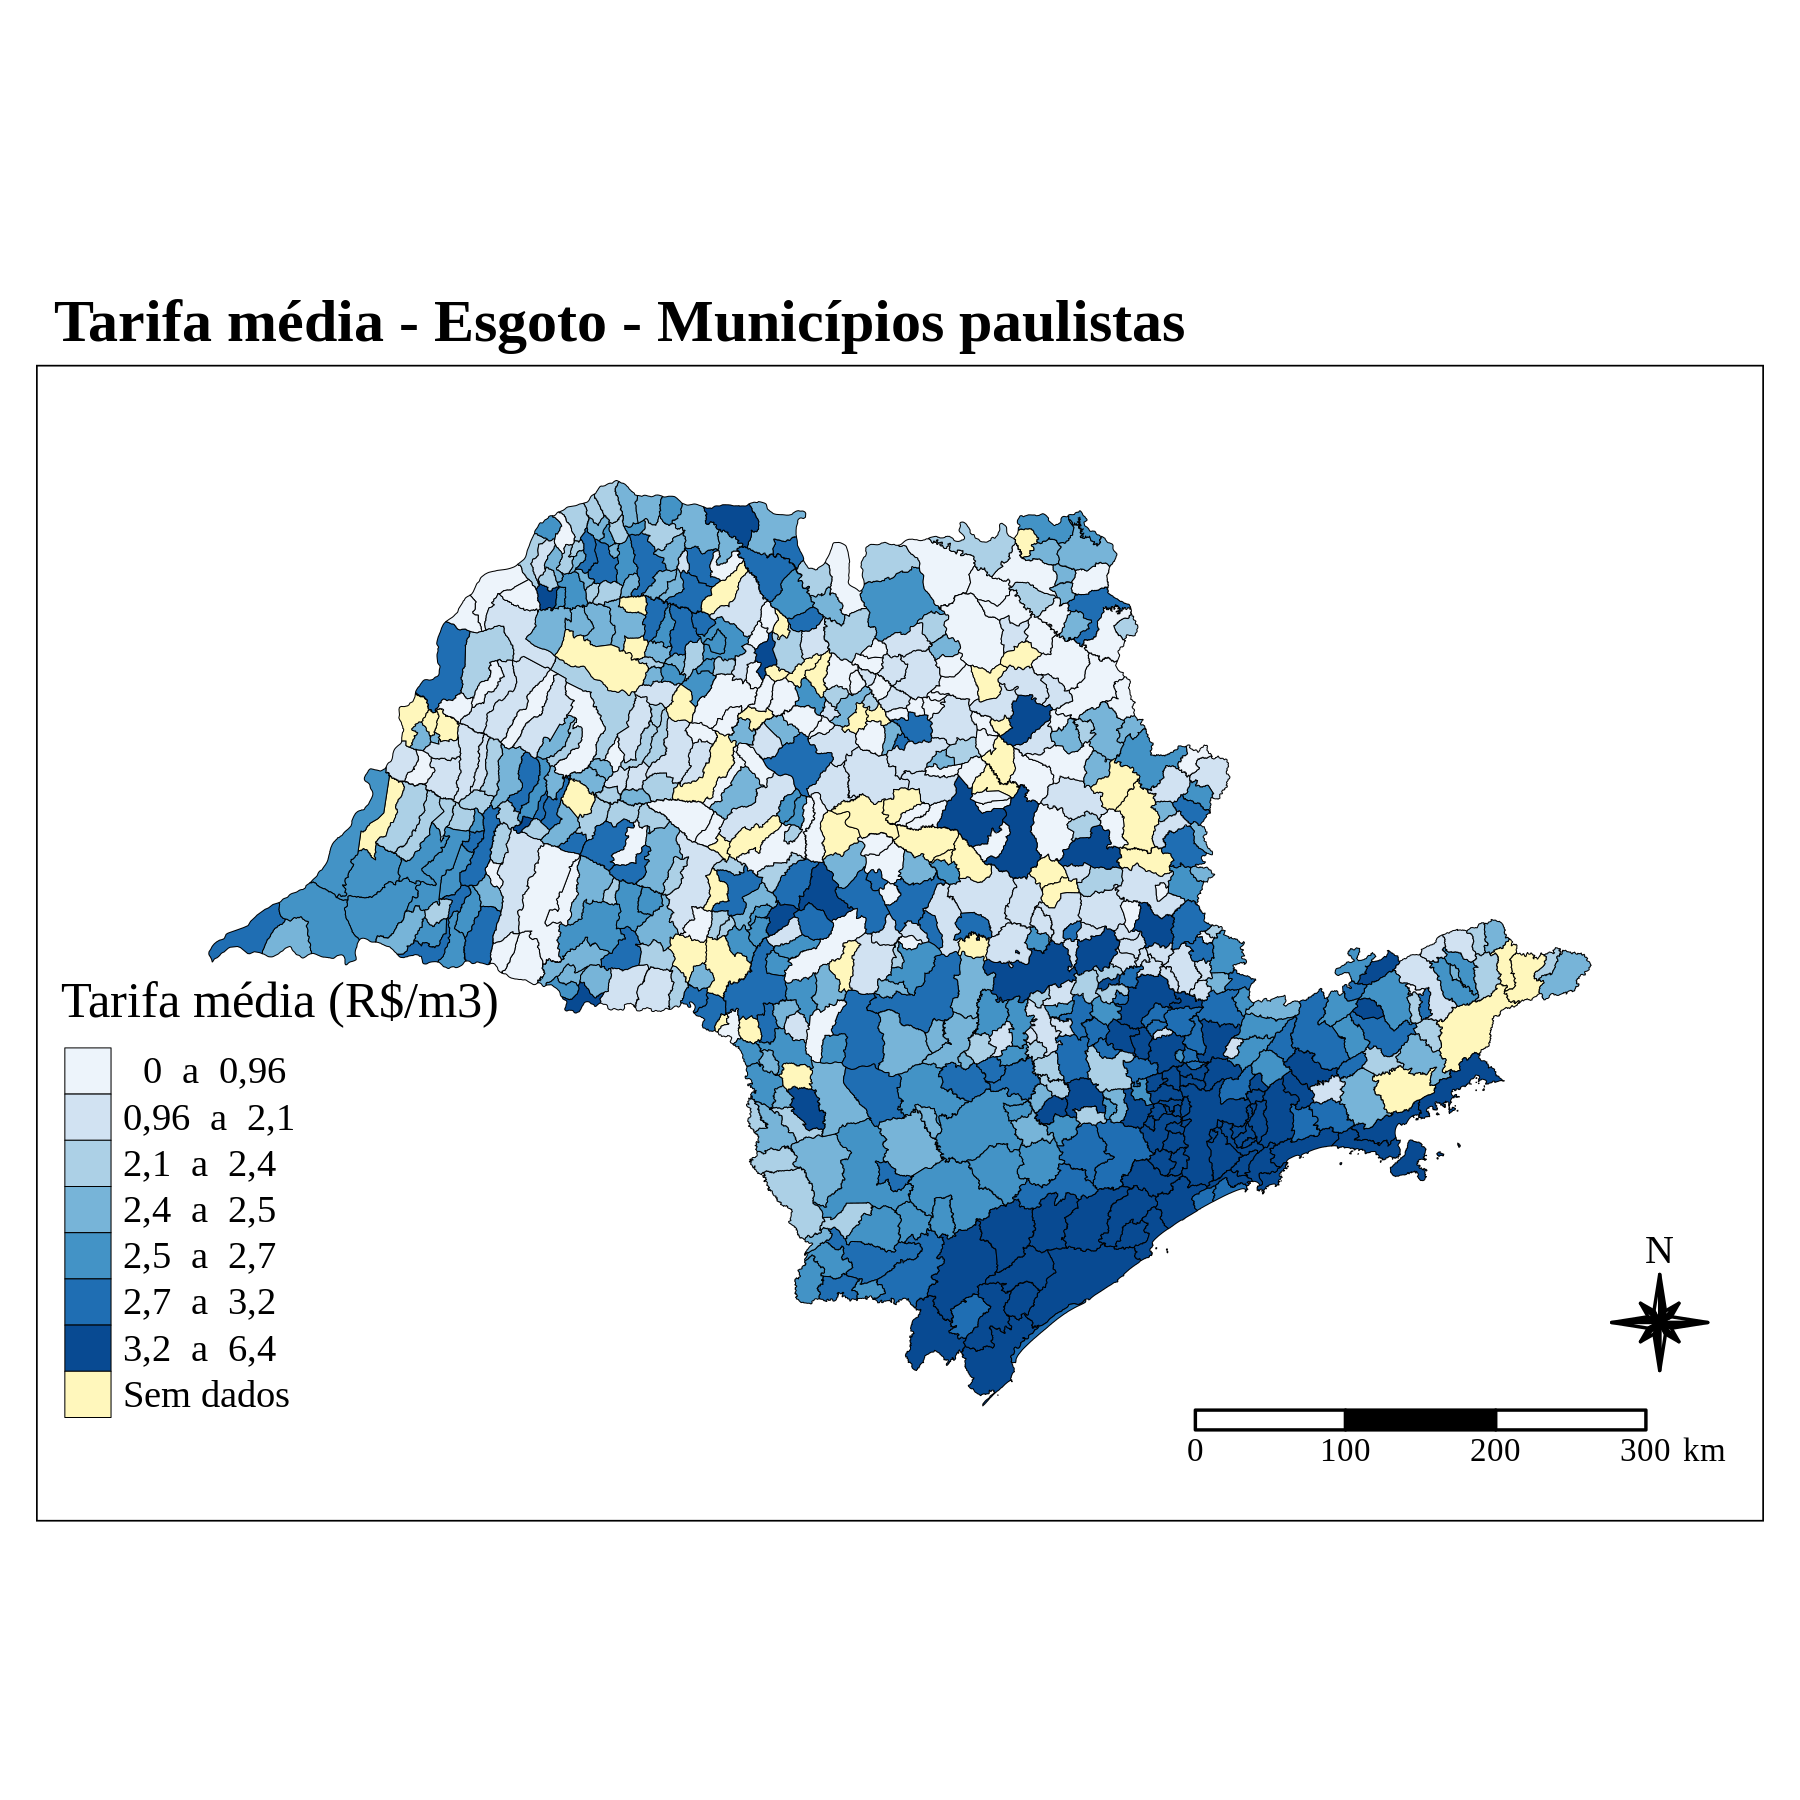 Tarifa média - Esgoto - Municípios paulistas
Tarifa média (R$/m3)
0 a 0,96
0,96 a 2,1
2,1 a 2,4
2,4 a 2,5
2,5 a 2,7
2,7 a 3,2
3,2 a 6,4
Sem dados
N
0 100 200 300 km